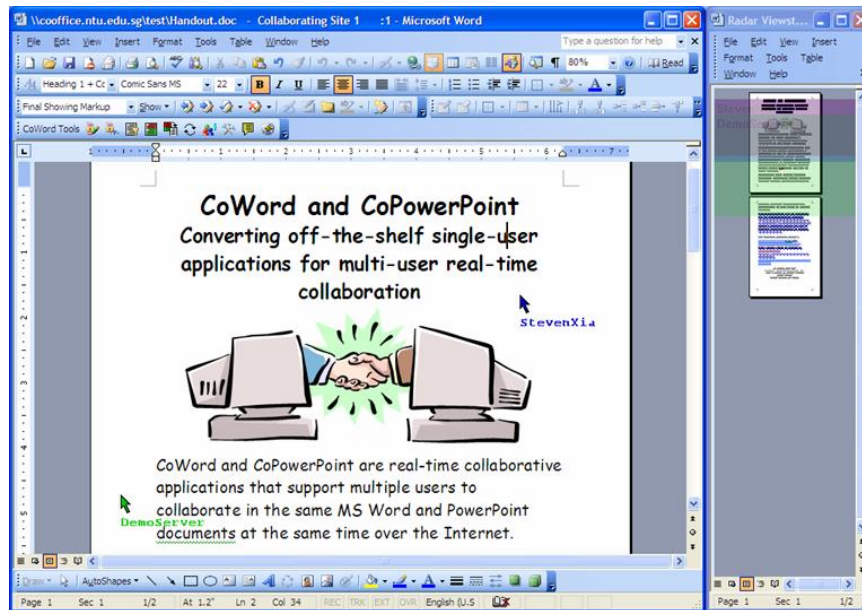 \\cooffice.ntu.edu.sg\test\Handout.doc - Collaborating Site 1 :1 - Microsoft Word
File Edit View Insert Format Tools Table Window Help Type a question for help
80% Read
Heading 1 + Cc Comic Sans MS 22 B I U
Final Showing Markup Show
CoWord Tools
CoWord and CoPowerPoint
Converting off-the-shelf single-user
applications for multi-user real-time
collaboration
StevenXia
CoWord and CoPowerPoint are real-time collaborative
applications that support multiple users to
collaborate in the same MS Word and PowerPoint
DemoServer
documents at the same time over the Internet.
Draw AutoShapes
Page 1 Sec 1 1/2 At 1.2" Ln 2 Col 34 REC TRK EXT OVR English (U.S
Radar Viewst...
File Edit View Insert
Format Tools Table
Window Help
Page 1 Sec 1 1/2